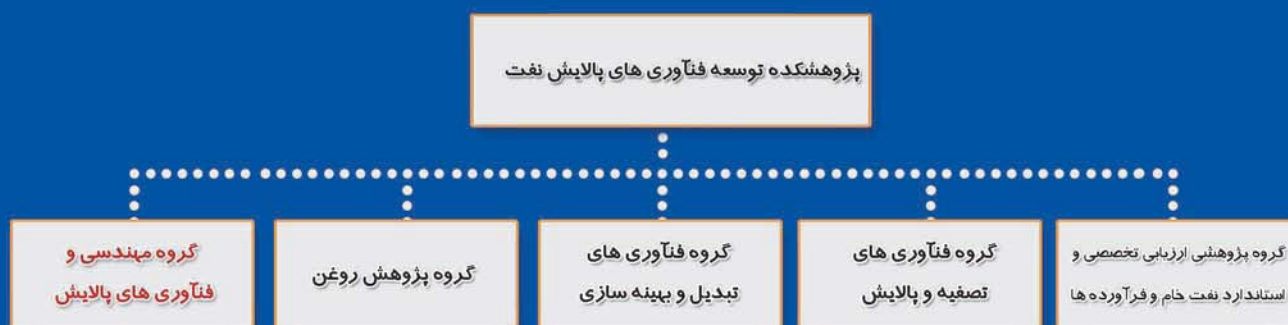 پژوهشکده توسعه فنآوری های پالایش نفت
گروه پژوهشی ارزیابی تخصصی و
استاندارد نفت خام و فرآورده ها
گروه فنآوری های
تصفیه و پالایش
گروه فنآوری های
تبدیل و بهینه سازی
گروه پژوهش روغن
گروه مهندسی و
فنآوری های پالایش